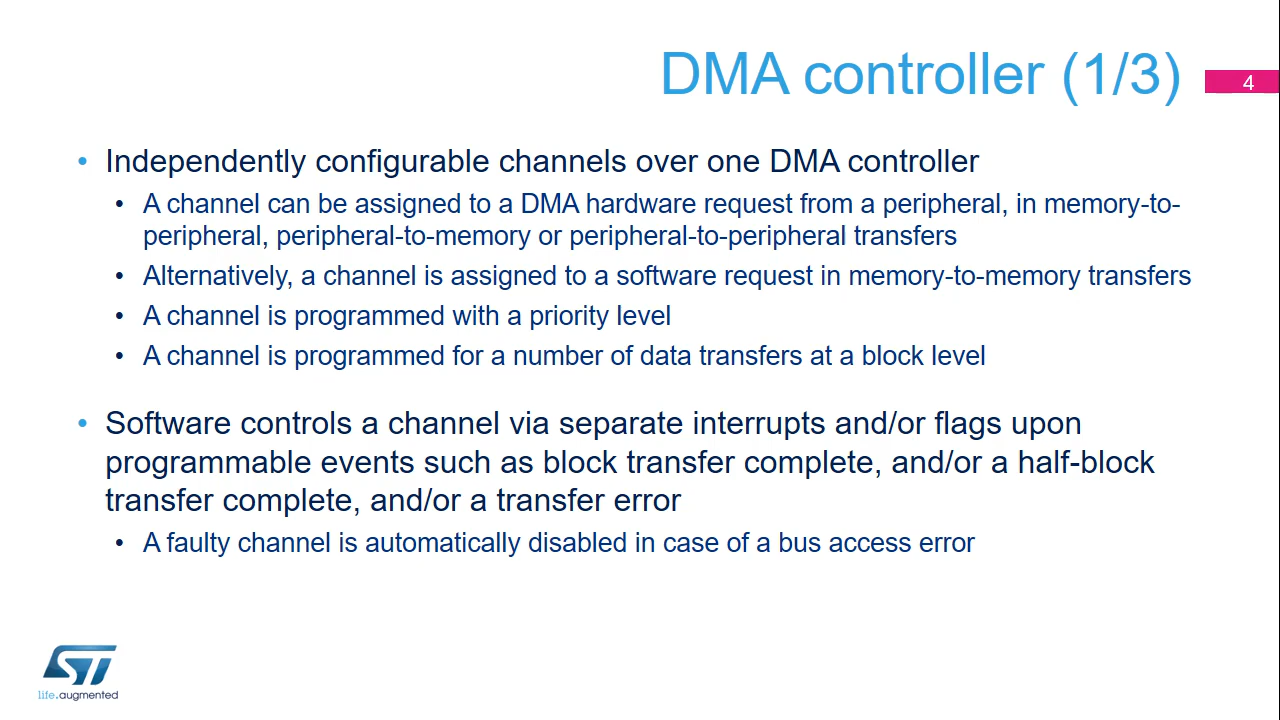 DMA controller (1/3)
4
• Independently configurable channels over one DMA controller
• A channel can be assigned to a DMA hardware request from a peripheral, in memory-to-
peripheral, peripheral-to-memory or peripheral-to-peripheral transfers
• Alternatively, a channel is assigned to a software request in memory-to-memory transfers
• A channel is programmed with a priority level
• A channel is programmed for a number of data transfers at a block level
• Software controls a channel via separate interrupts and/or flags upon
programmable events such as block transfer complete, and/or a half-block
transfer complete, and/or a transfer error
• A faulty channel is automatically disabled in case of a bus access error
ST
life.augmented